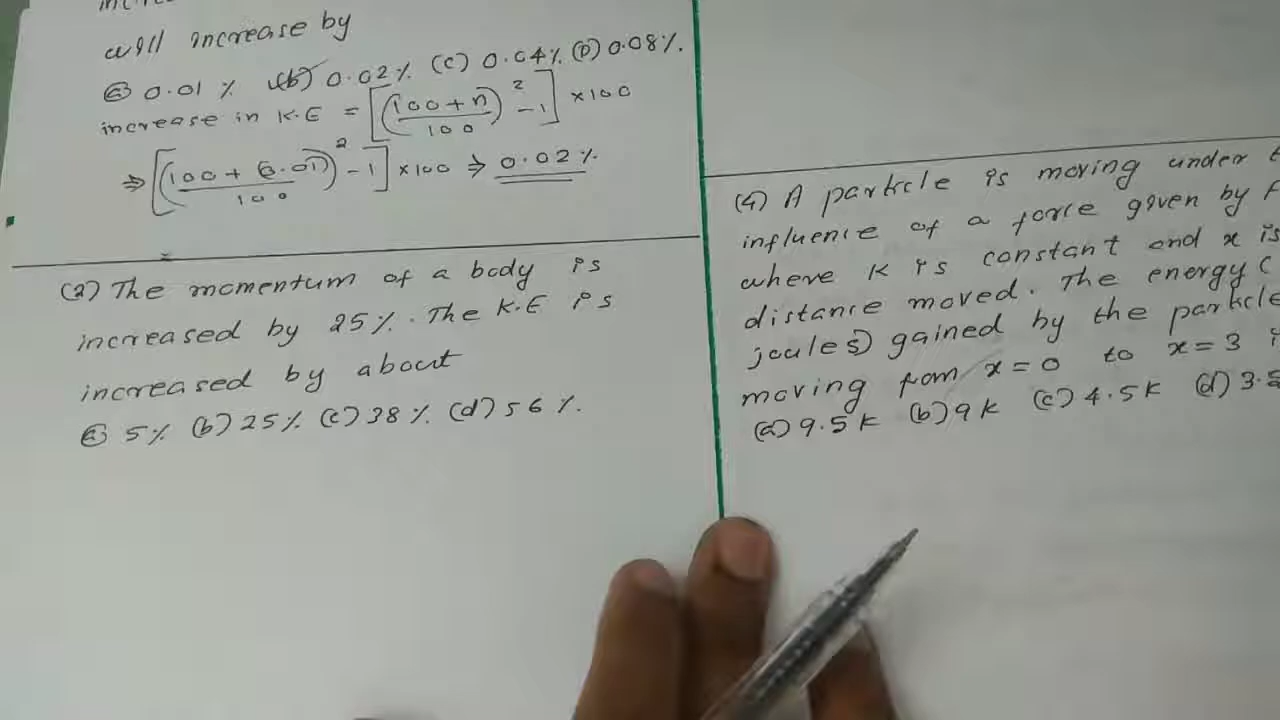 will increase by
(a) 0.01 % (b) 0.02% (c) 0.04% (D) 0.08%.
increase in K.E = [((100+n)/100)² -1] ×100
⇒ [((100+0.01)/100)² -1] ×100 ⇒ 0.02%
(2) The momentum of a body is
increased by 25%. The K.E is
increased by about
(a) 5% (b) 25% (c) 38% (d) 56%.
(4) A particle is moving under
influence of a force given by F
where K is constant and x is
distance moved. The energy (
joules) gained by the particle
moving from x=0 to x=3
(a) 9.5K (b) 9K (c) 4.5K (d) 3.5